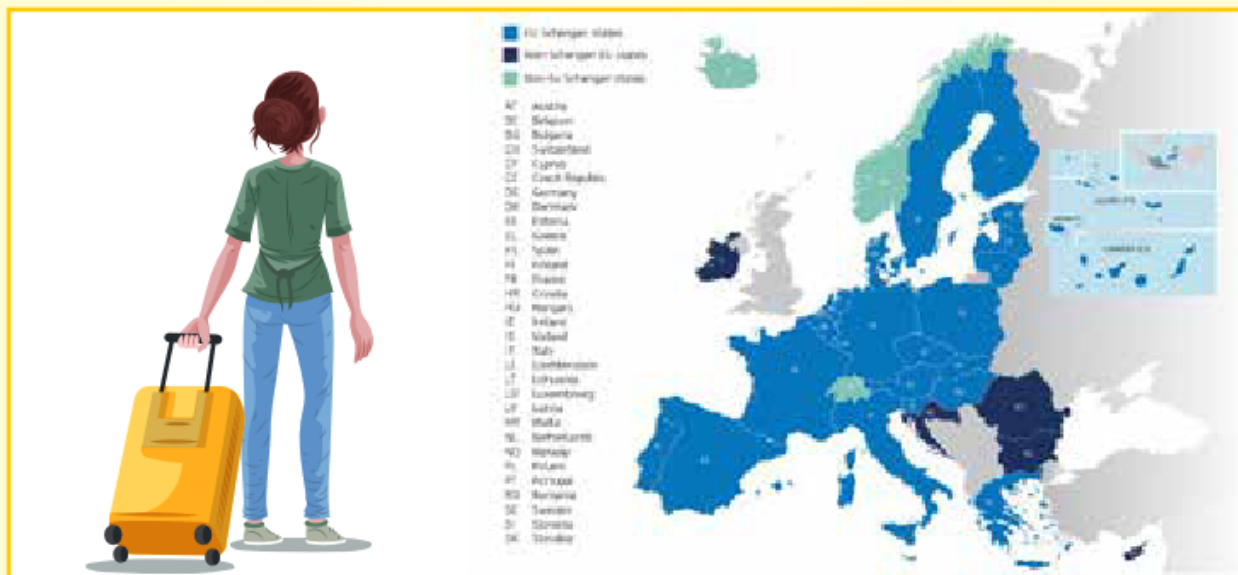 EU Schengen states
Non-Schengen EU states
Non-EU Schengen states
AT Austria
BE Belgium
BG Bulgaria
CH Switzerland
CY Cyprus
CZ Czech Republic
DE Germany
DK Denmark
EE Estonia
EL Greece
ES Spain
FI Finland
FR France
HR Croatia
HU Hungary
IE Ireland
IS Iceland
IT Italy
LI Liechtenstein
LT Lithuania
LU Luxembourg
LV Latvia
MT Malta
NL Netherlands
NO Norway
PL Poland
PT Portugal
RO Romania
SE Sweden
SI Slovenia
SK Slovakia